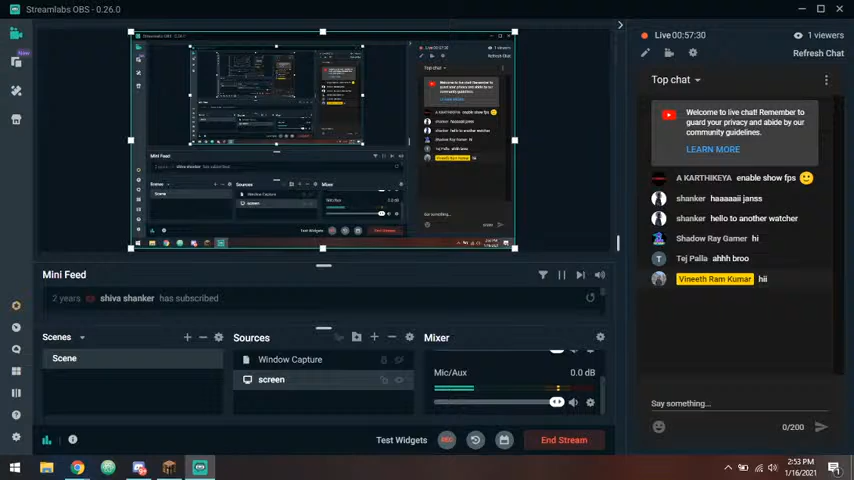 Streamlabs OBS - 0.26.0
Live 00:57:30
1 viewers
Refresh Chat
Top chat
Welcome to live chat! Remember to
guard your privacy and abide by our
community guidelines.
LEARN MORE
A KARTHIKEYA enable show fps
shanker haaaaaii janss
shanker hello to another watcher
Shadow Ray Gamer hi
T Tej Palla ahhh broo
Vineeth Ram Kumar hii
Say something...
0/200
New
Mini Feed
2 years shiva shanker has subscribed
Scenes
Scene
Sources
Window Capture
screen
Mixer
Mic/Aux 0.0 dB
Test Widgets
REC
End Stream
2:53 PM
1/16/2021
1